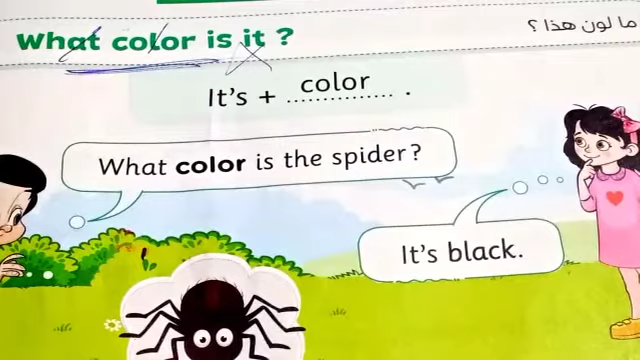 What color is it ?
ما لون هذا ؟
It's + color .
What color is the spider?
It's black.